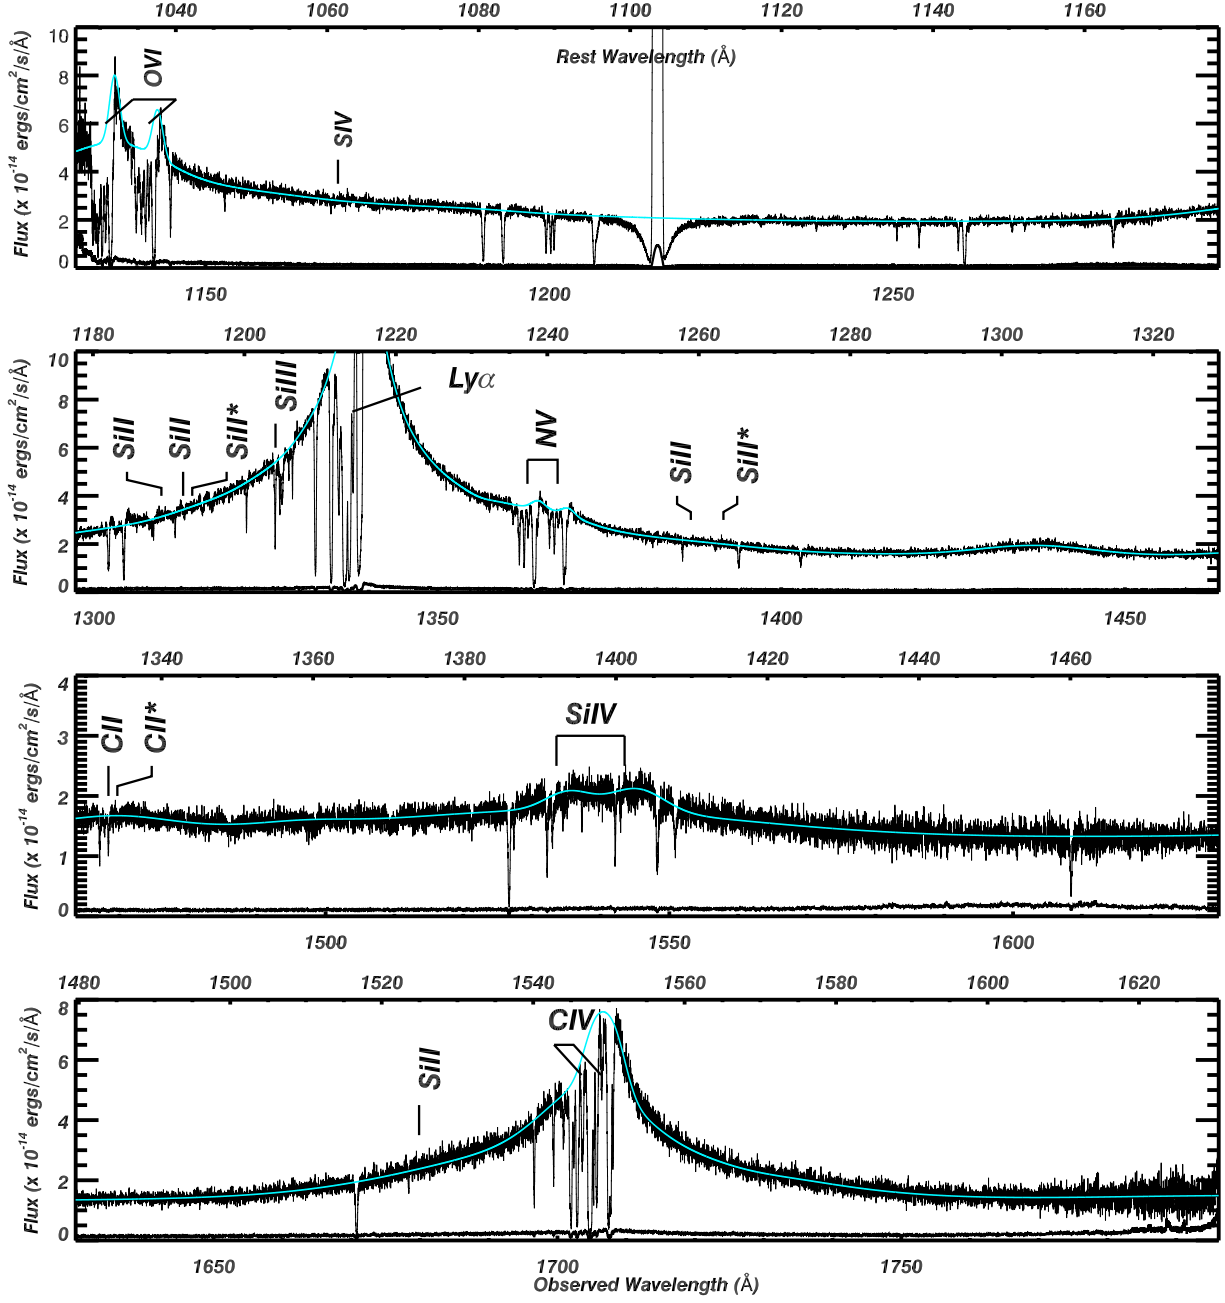 1040 1060 1080 1100 1120 1140 1160
Rest Wavelength (Å)
OVI
SIV
Flux (x 10⁻¹⁴ ergs/cm²/s/Å)
10
8
6
4
2
0
1150 1200 1250
1180 1200 1220 1240 1260 1280 1300 1320
SiII
SiII
SiII*
SiIII
Lyα
NV
SiII
SiII*
Flux (x 10⁻¹⁴ ergs/cm²/s/Å)
10
8
6
4
2
0
1300 1350 1400 1450
1340 1360 1380 1400 1420 1440 1460
CII
CII*
SiIV
Flux (x 10⁻¹⁴ ergs/cm²/s/Å)
4
3
2
1
0
1500 1550 1600
1480 1500 1520 1540 1560 1580 1600 1620
SiII
CIV
Flux (x 10⁻¹⁴ ergs/cm²/s/Å)
8
6
4
2
0
1650 1700 1750
Observed Wavelength (Å)